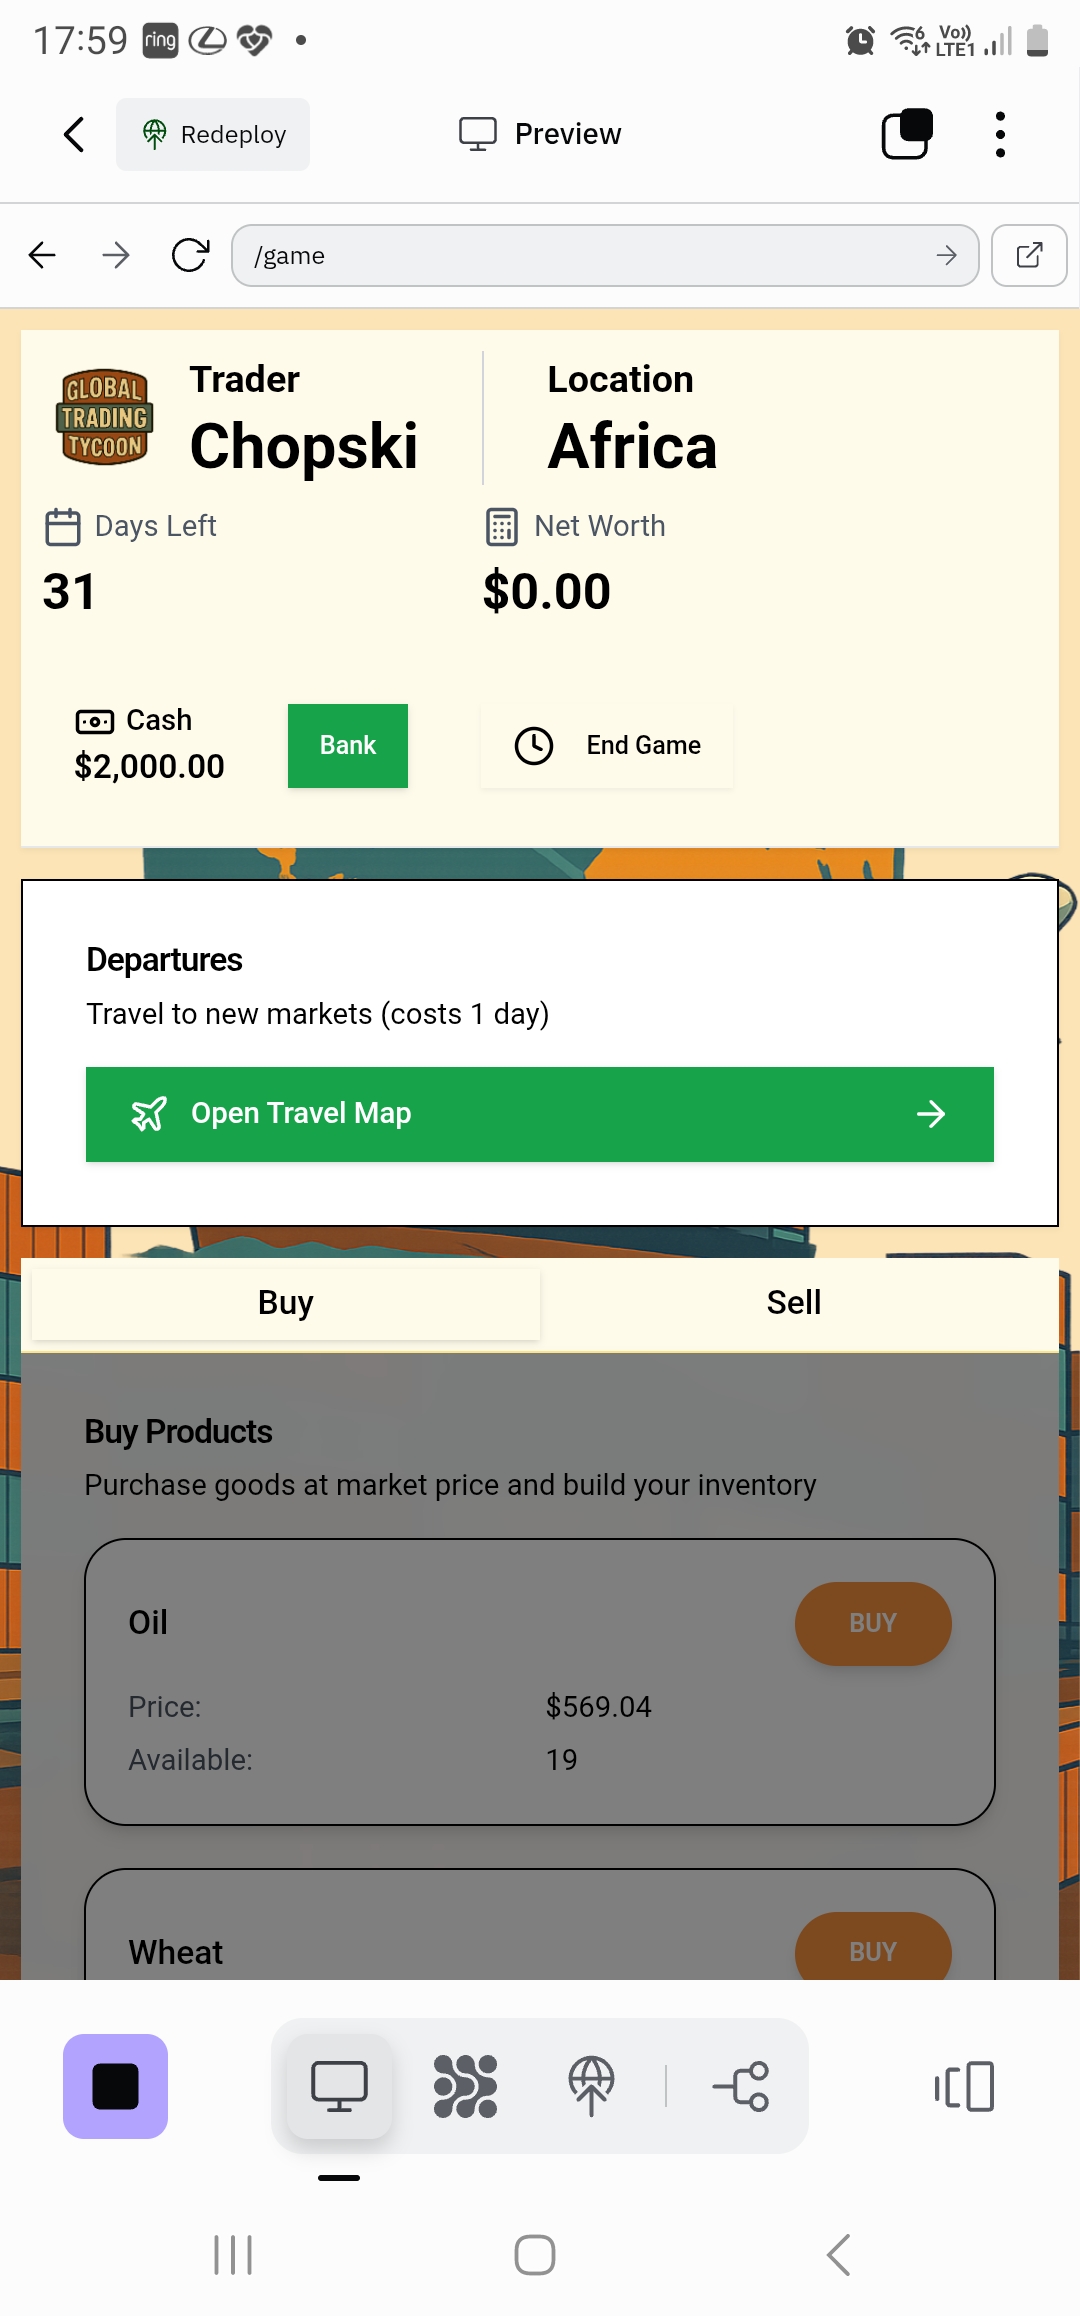 17:59
ring
6
Vo))
LTE1
Redeploy
Preview
/game
GLOBAL
TRADING
TYCOON
Trader
Chopski
Location
Africa
Days Left
31
Net Worth
$0.00
Cash
$2,000.00
Bank
End Game
Departures
Travel to new markets (costs 1 day)
Open Travel Map
Buy
Sell
Buy Products
Purchase goods at market price and build your inventory
Oil
BUY
Price:
$569.04
Available:
19
Wheat
BUY